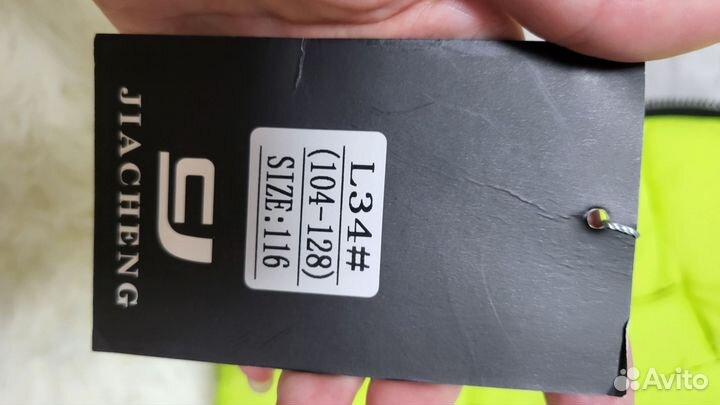 L34#
(104-128)
SIZE:116
CJ
JIACHENG
Avito